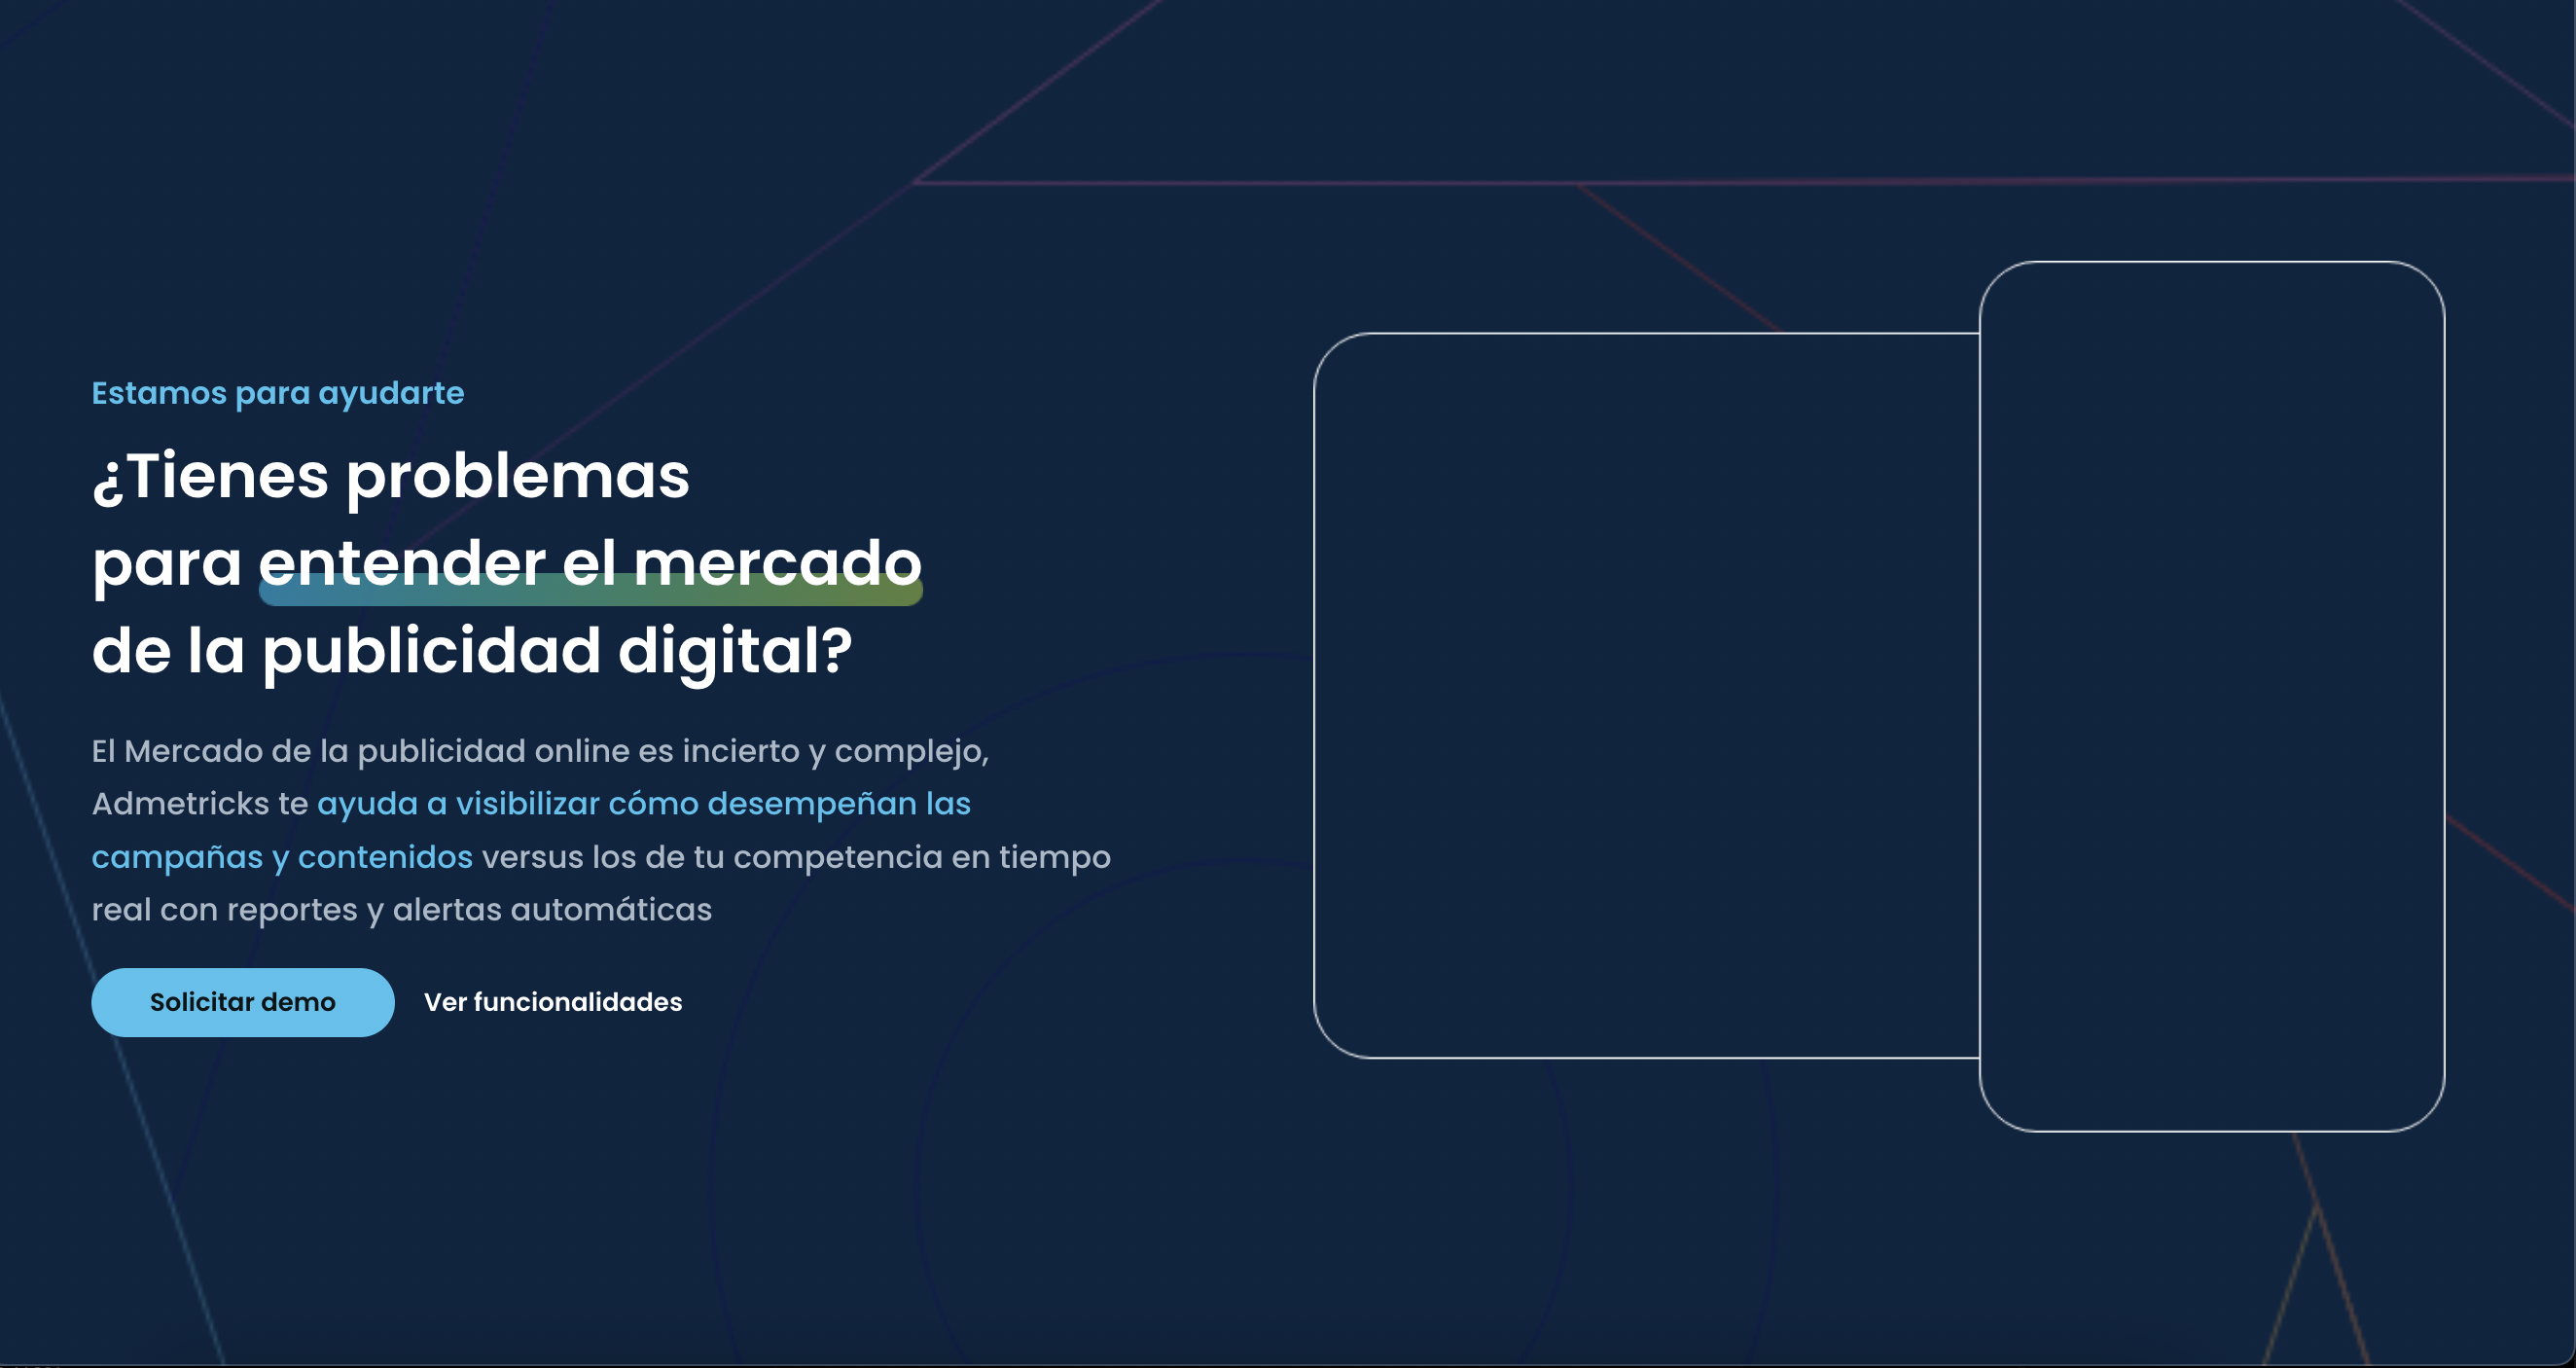 Estamos para ayudarte
¿Tienes problemas
para entender el mercado
de la publicidad digital?
El Mercado de la publicidad online es incierto y complejo,
Admetricks te ayuda a visibilizar cómo desempeñan las
campañas y contenidos versus los de tu competencia en tiempo
real con reportes y alertas automáticas
Solicitar demo
Ver funcionalidades